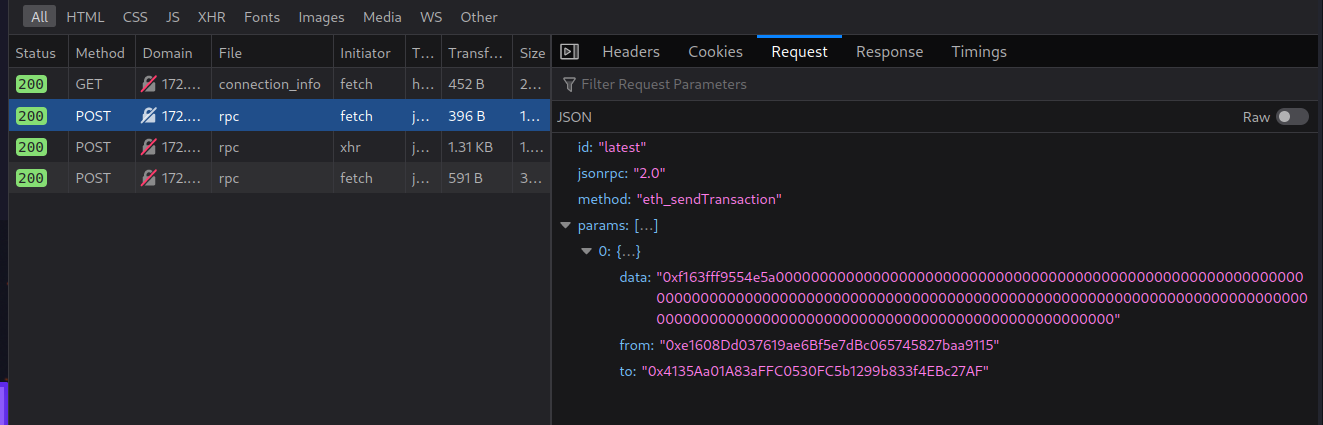 All HTML CSS JS XHR Fonts Images Media WS Other
Status Method Domain File Initiator T... Transf... Size
200 GET 172.... connection_info fetch h... 452 B 2...
200 POST 172.... rpc fetch j... 396 B 1...
200 POST 172.... rpc xhr j... 1.31 KB 1....
200 POST 172.... rpc fetch j... 591 B 3...
Headers Cookies Request Response Timings
Filter Request Parameters
JSON Raw
id: "latest"
jsonrpc: "2.0"
method: "eth_sendTransaction"
params: [...]
0: {...}
data: "0xf163fff9554e5a00000000000000000000000000000000000000000000000000000000000
000000000000000000000000000000000000000000000000000000000000000000000000000
0000000000000000000000000000000000000000000000000000"
from: "0xe1608Dd037619ae6Bf5e7dBc065745827baa9115"
to: "0x4135Aa01A83aFFC0530FC5b1299b833f4EBc27AF"